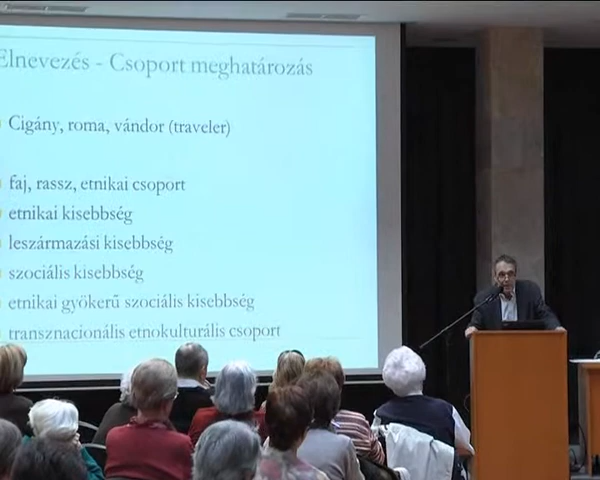 Elnevezés - Csoport meghatározás
Cigány, roma, vándor (traveler)
faj, rassz, etnikai csoport
etnikai kisebbség
leszármazási kisebbség
szociális kisebbség
etnikai gyökerű szociális kisebbség
transznacionális etnokulturális csoport